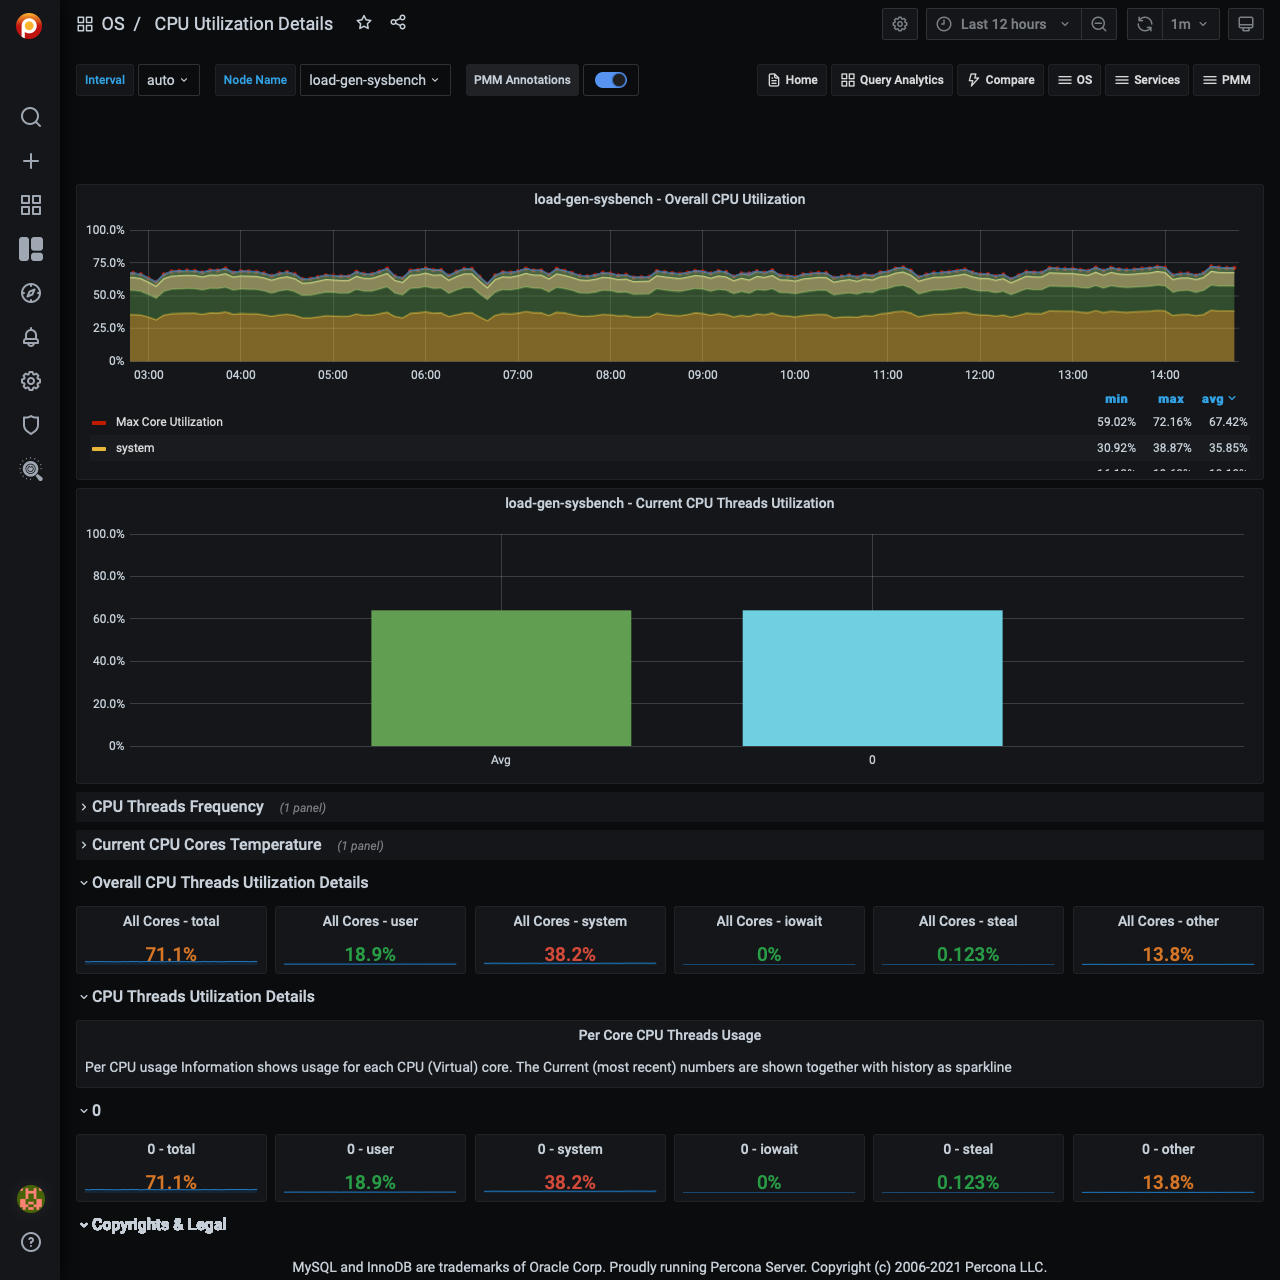 OS / CPU Utilization Details
Last 12 hours 1m
Interval auto Node Name load-gen-sysbench PMM Annotations Home Query Analytics Compare OS Services PMM
load-gen-sysbench - Overall CPU Utilization
100.0%
75.0%
50.0%
25.0%
0%
03:00 04:00 05:00 06:00 07:00 08:00 09:00 10:00 11:00 12:00 13:00 14:00
min max avg
Max Core Utilization 59.02% 72.16% 67.42%
system 30.92% 38.87% 35.85%
load-gen-sysbench - Current CPU Threads Utilization
100.0%
80.0%
60.0%
40.0%
20.0%
0%
Avg 0
CPU Threads Frequency (1 panel)
Current CPU Cores Temperature (1 panel)
Overall CPU Threads Utilization Details
All Cores - total All Cores - user All Cores - system All Cores - iowait All Cores - steal All Cores - other
71.1% 18.9% 38.2% 0% 0.123% 13.8%
CPU Threads Utilization Details
Per Core CPU Threads Usage
Per CPU usage Information shows usage for each CPU (Virtual) core. The Current (most recent) numbers are shown together with history as sparkline
0
0 - total 0 - user 0 - system 0 - iowait 0 - steal 0 - other
71.1% 18.9% 38.2% 0% 0.123% 13.8%
Copyrights & Legal
MySQL and InnoDB are trademarks of Oracle Corp. Proudly running Percona Server. Copyright (c) 2006-2021 Percona LLC.